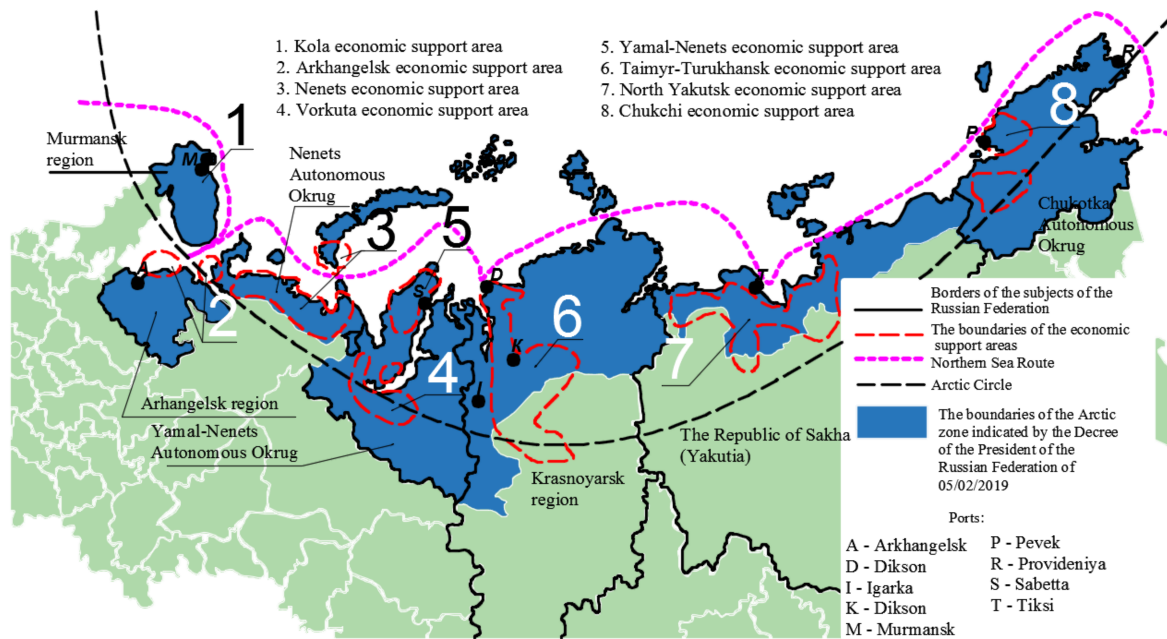 1. Kola economic support area
2. Arkhangelsk economic support area
3. Nenets economic support area
4. Vorkuta economic support area
5. Yamal-Nenets economic support area
6. Taimyr-Turukhansk economic support area
7. North Yakutsk economic support area
8. Chukchi economic support area
Murmansk
region
1
M
Nenets
Autonomous
Okrug
3
5
A
2
S
D
4
I
K
6
T
7
P
R
8
Chukotka
Autonomous
Okrug
Arhangelsk region
Yamal-Nenets
Autonomous Okrug
Krasnoyarsk
region
The Republic of Sakha
(Yakutia)
Borders of the subjects of the
Russian Federation
The boundaries of the economic
support areas
Northern Sea Route
Arctic Circle
The boundaries of the Arctic
zone indicated by the Decree
of the President of the
Russian Federation of
05/02/2019
Ports:
A - Arkhangelsk
D - Dikson
I - Igarka
K - Dikson
M - Murmansk
P - Pevek
R - Provideniya
S - Sabetta
T - Tiksi